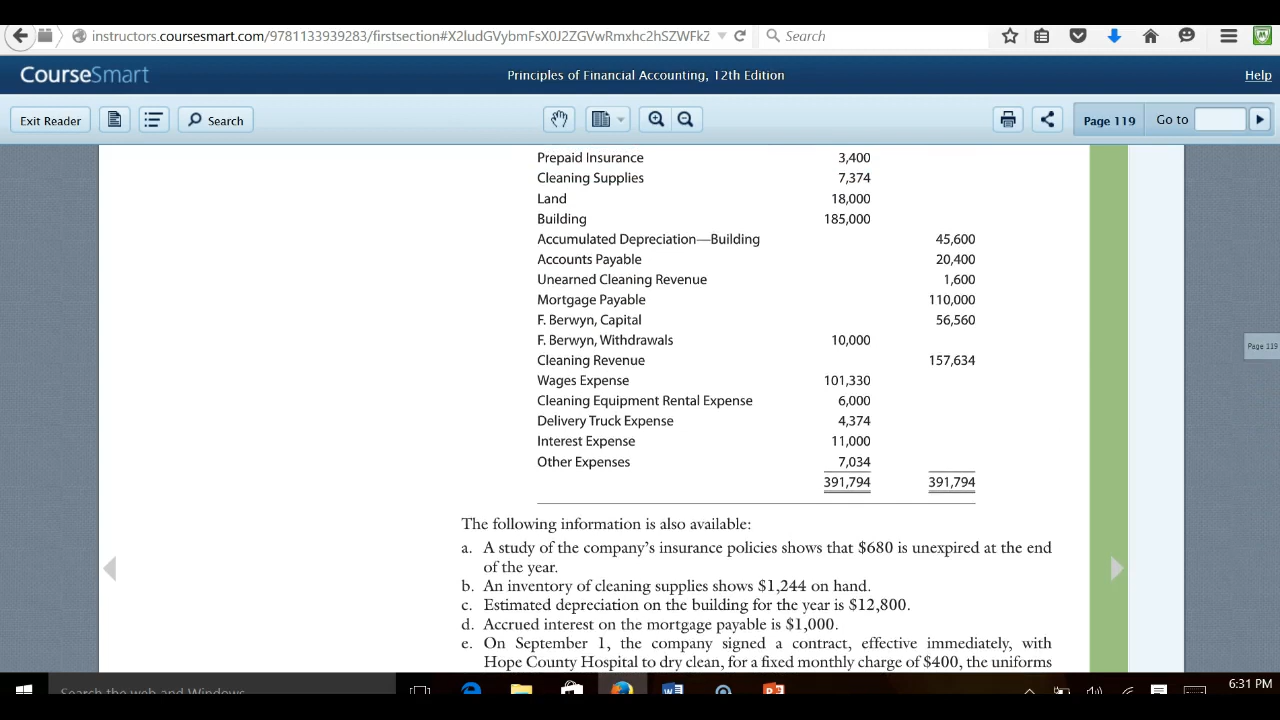 instructors.coursesmart.com/9781133939283/firstsection#X2ludGVybmFsX0J2ZGVwRmxhc2hSZWFkZ
Search
CourseSmart
Principles of Financial Accounting, 12th Edition
Help
Exit Reader
Search
Page 119
Go to
Prepaid Insurance 3,400
Cleaning Supplies 7,374
Land 18,000
Building 185,000
Accumulated Depreciation—Building 45,600
Accounts Payable 20,400
Unearned Cleaning Revenue 1,600
Mortgage Payable 110,000
F. Berwyn, Capital 56,560
F. Berwyn, Withdrawals 10,000
Page 119
Cleaning Revenue 157,634
Wages Expense 101,330
Cleaning Equipment Rental Expense 6,000
Delivery Truck Expense 4,374
Interest Expense 11,000
Other Expenses 7,034
391,794 391,794
The following information is also available:
a. A study of the company's insurance policies shows that $680 is unexpired at the end
of the year.
b. An inventory of cleaning supplies shows $1,244 on hand.
c. Estimated depreciation on the building for the year is $12,800.
d. Accrued interest on the mortgage payable is $1,000.
e. On September 1, the company signed a contract, effective immediately, with
Hope County Hospital to dry clean, for a fixed monthly charge of $400, the uniforms
Search the web and Windows
6:31 PM